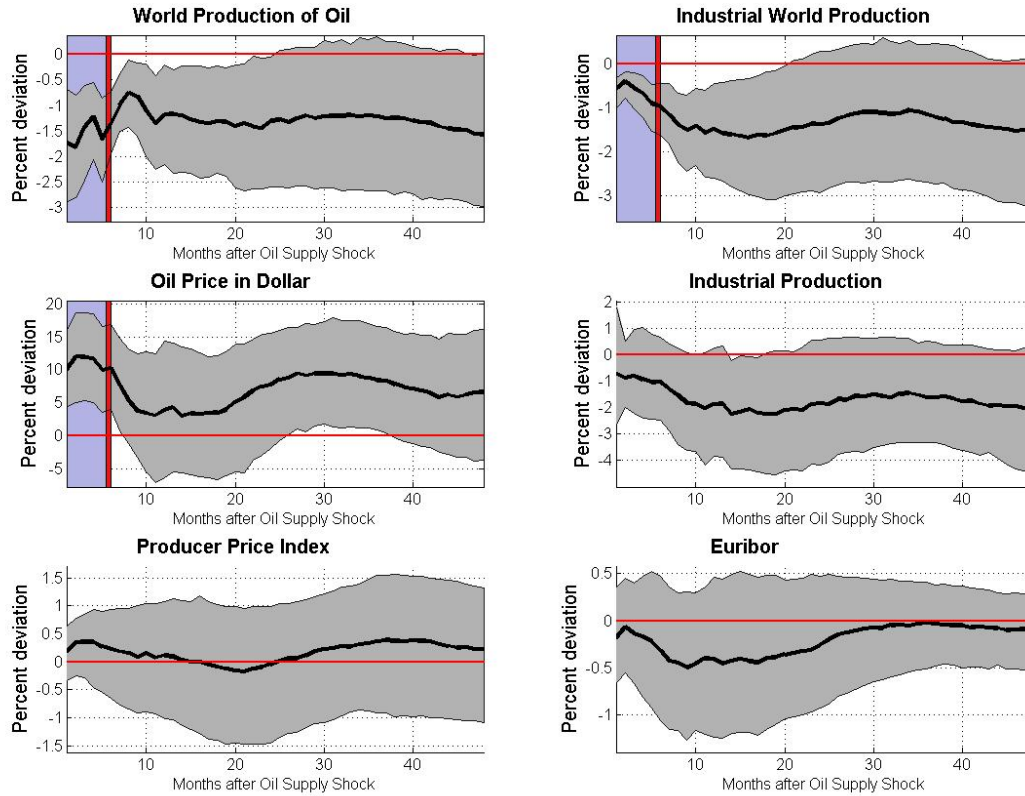 World Production of Oil
Percent deviation
0
-0.5
-1
-1.5
-2
-2.5
-3
10 20 30 40
Months after Oil Supply Shock
Industrial World Production
Percent deviation
0
-1
-2
-3
10 20 30 40
Months after Oil Supply Shock
Oil Price in Dollar
Percent deviation
20
15
10
5
0
-5
10 20 30 40
Months after Oil Supply Shock
Industrial Production
Percent deviation
2
1
0
-1
-2
-3
-4
10 20 30 40
Months after Oil Supply Shock
Producer Price Index
Percent deviation
1.5
1
0.5
0
-0.5
-1
-1.5
10 20 30 40
Months after Oil Supply Shock
Euribor
Percent deviation
0.5
0
-0.5
-1
10 20 30 40
Months after Oil Supply Shock